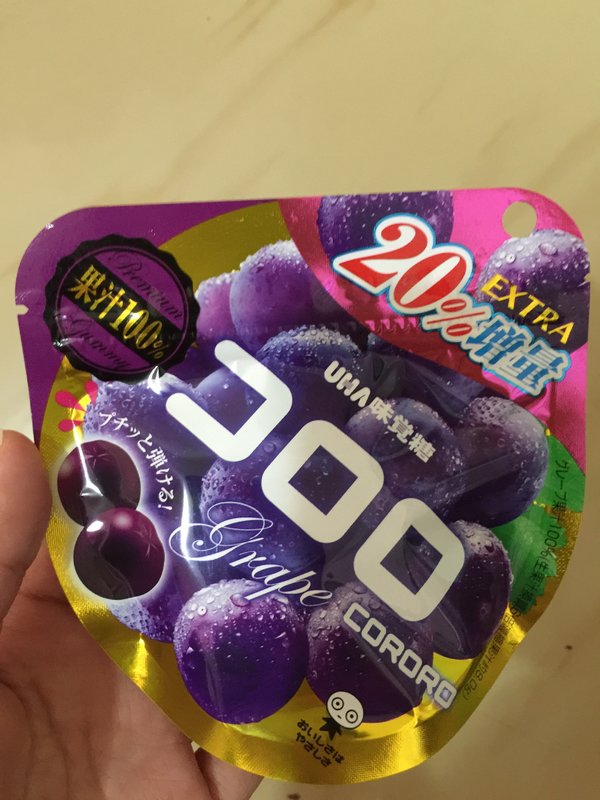 Premium
果汁100%
Gummy
20%増量
EXTRA
UHA味覚糖
コロロ
プチッと弾ける!
Grape
CORORO
おいしさは
やさしさ